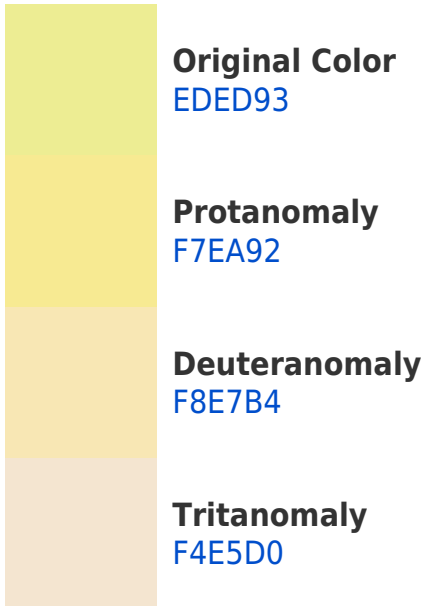 Original Color
EDED93
Protanomaly
F7EA92
Deuteranomaly
F8E7B4
Tritanomaly
F4E5D0